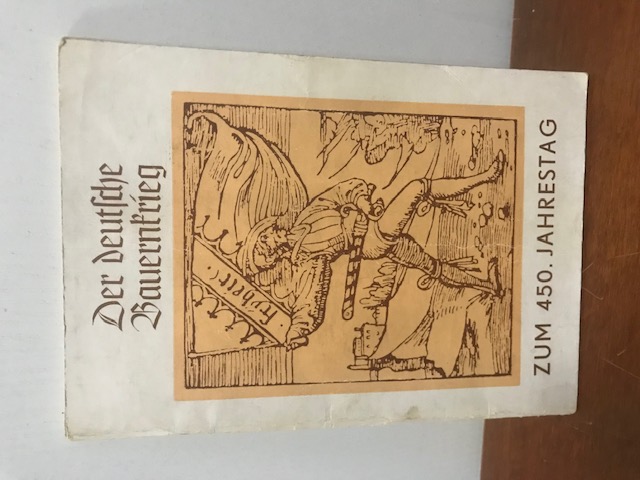 Der deutsche
Bauernkrieg
ZUM 450. JAHRESTAG